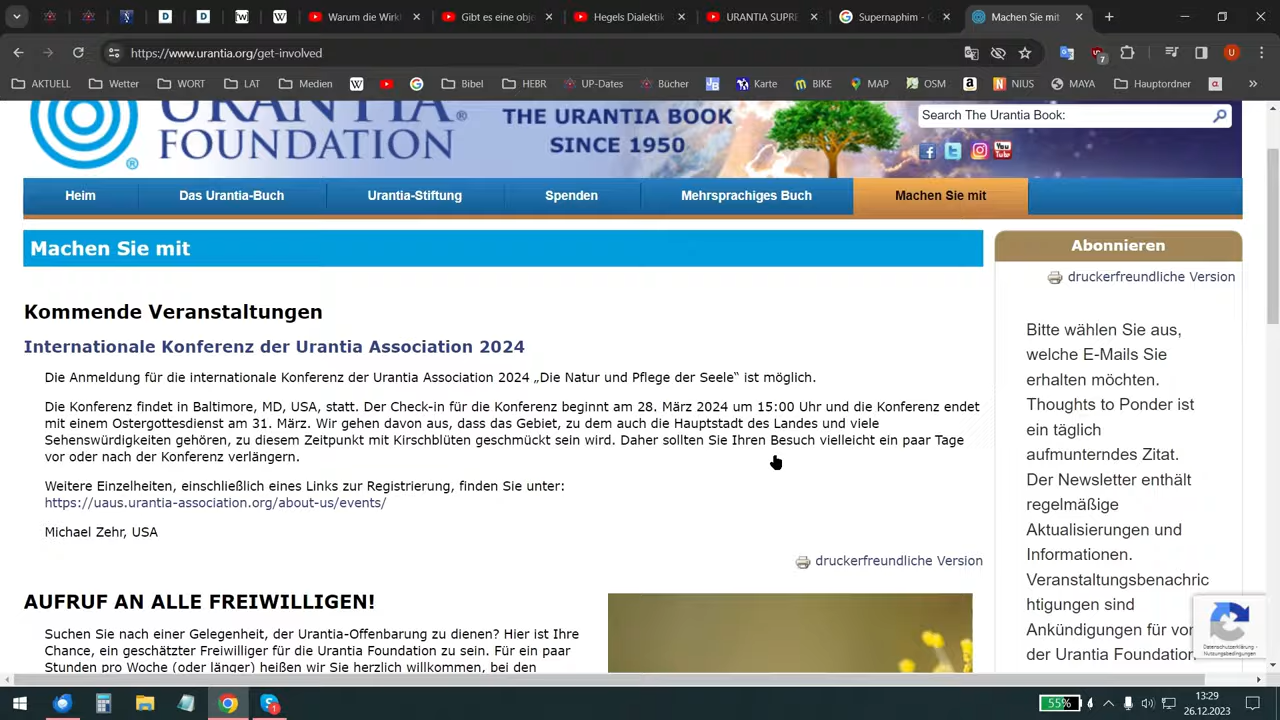 Warum die Wirkl
Gibt es eine obje
Hegels Dialektik
URANTIA SUPRE
Supernaphim - G
Machen Sie mit
https://www.urantia.org/get-involved
AKTUELL
Wetter
WORT
LAT
Medien
Bibel
HEBR
UP-Dates
Bücher
Karte
BIKE
MAP
OSM
NIUS
MAYA
Hauptordner
URANTIA®
FOUNDATION
®
THE URANTIA BOOK
SINCE 1950
Search The Urantia Book:
Heim
Das Urantia-Buch
Urantia-Stiftung
Spenden
Mehrsprachiges Buch
Machen Sie mit
Machen Sie mit
Kommende Veranstaltungen
Internationale Konferenz der Urantia Association 2024
Die Anmeldung für die internationale Konferenz der Urantia Association 2024 „Die Natur und Pflege der Seele“ ist möglich.
Die Konferenz findet in Baltimore, MD, USA, statt. Der Check-in für die Konferenz beginnt am 28. März 2024 um 15:00 Uhr und die Konferenz endet
mit einem Ostergottesdienst am 31. März. Wir gehen davon aus, dass das Gebiet, zu dem auch die Hauptstadt des Landes und viele
Sehenswürdigkeiten gehören, zu diesem Zeitpunkt mit Kirschblüten geschmückt sein wird. Daher sollten Sie Ihren Besuch vielleicht ein paar Tage
vor oder nach der Konferenz verlängern.
Weitere Einzelheiten, einschließlich eines Links zur Registrierung, finden Sie unter:
https://uaus.urantia-association.org/about-us/events/
Michael Zehr, USA
druckerfreundliche Version
AUFRUF AN ALLE FREIWILLIGEN!
Suchen Sie nach einer Gelegenheit, der Urantia-Offenbarung zu dienen? Hier ist Ihre
Chance, ein geschätzter Freiwilliger für die Urantia Foundation zu sein. Für ein paar
Stunden pro Woche (oder länger) heißen wir Sie herzlich willkommen, bei den
Abonnieren
druckerfreundliche Version
Bitte wählen Sie aus,
welche E-Mails Sie
erhalten möchten.
Thoughts to Ponder ist
ein täglich
aufmunterndes Zitat.
Der Newsletter enthält
regelmäßige
Aktualisierungen und
Informationen.
Veranstaltungsbenachric
htigungen sind
Ankündigungen für von
der Urantia Foundation
Datenschutzerklärung -
Nutzungsbedingungen
55%
13:29
26.12.2023